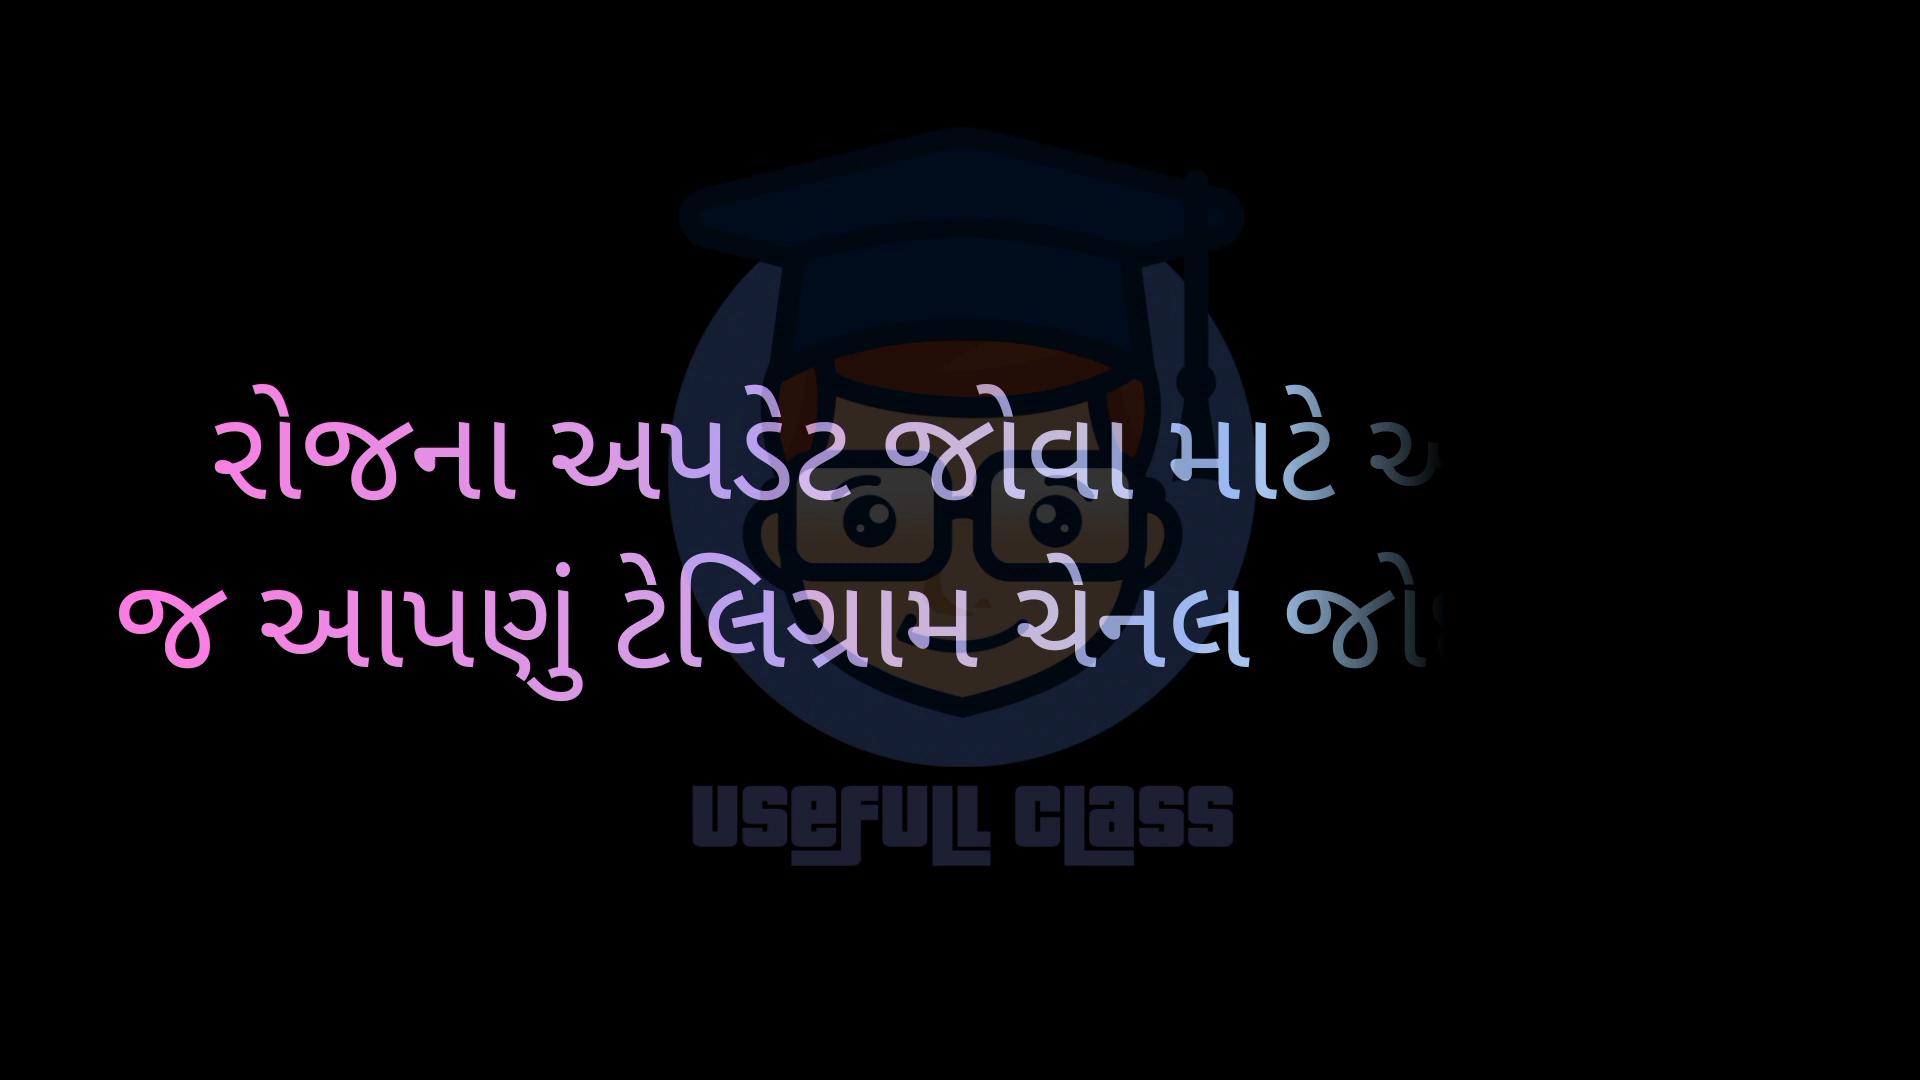 રોજના અપડેટ જોવા માટે
જ આપણું ટેલિગ્રામ ચેનલ
USEFULL CLASS